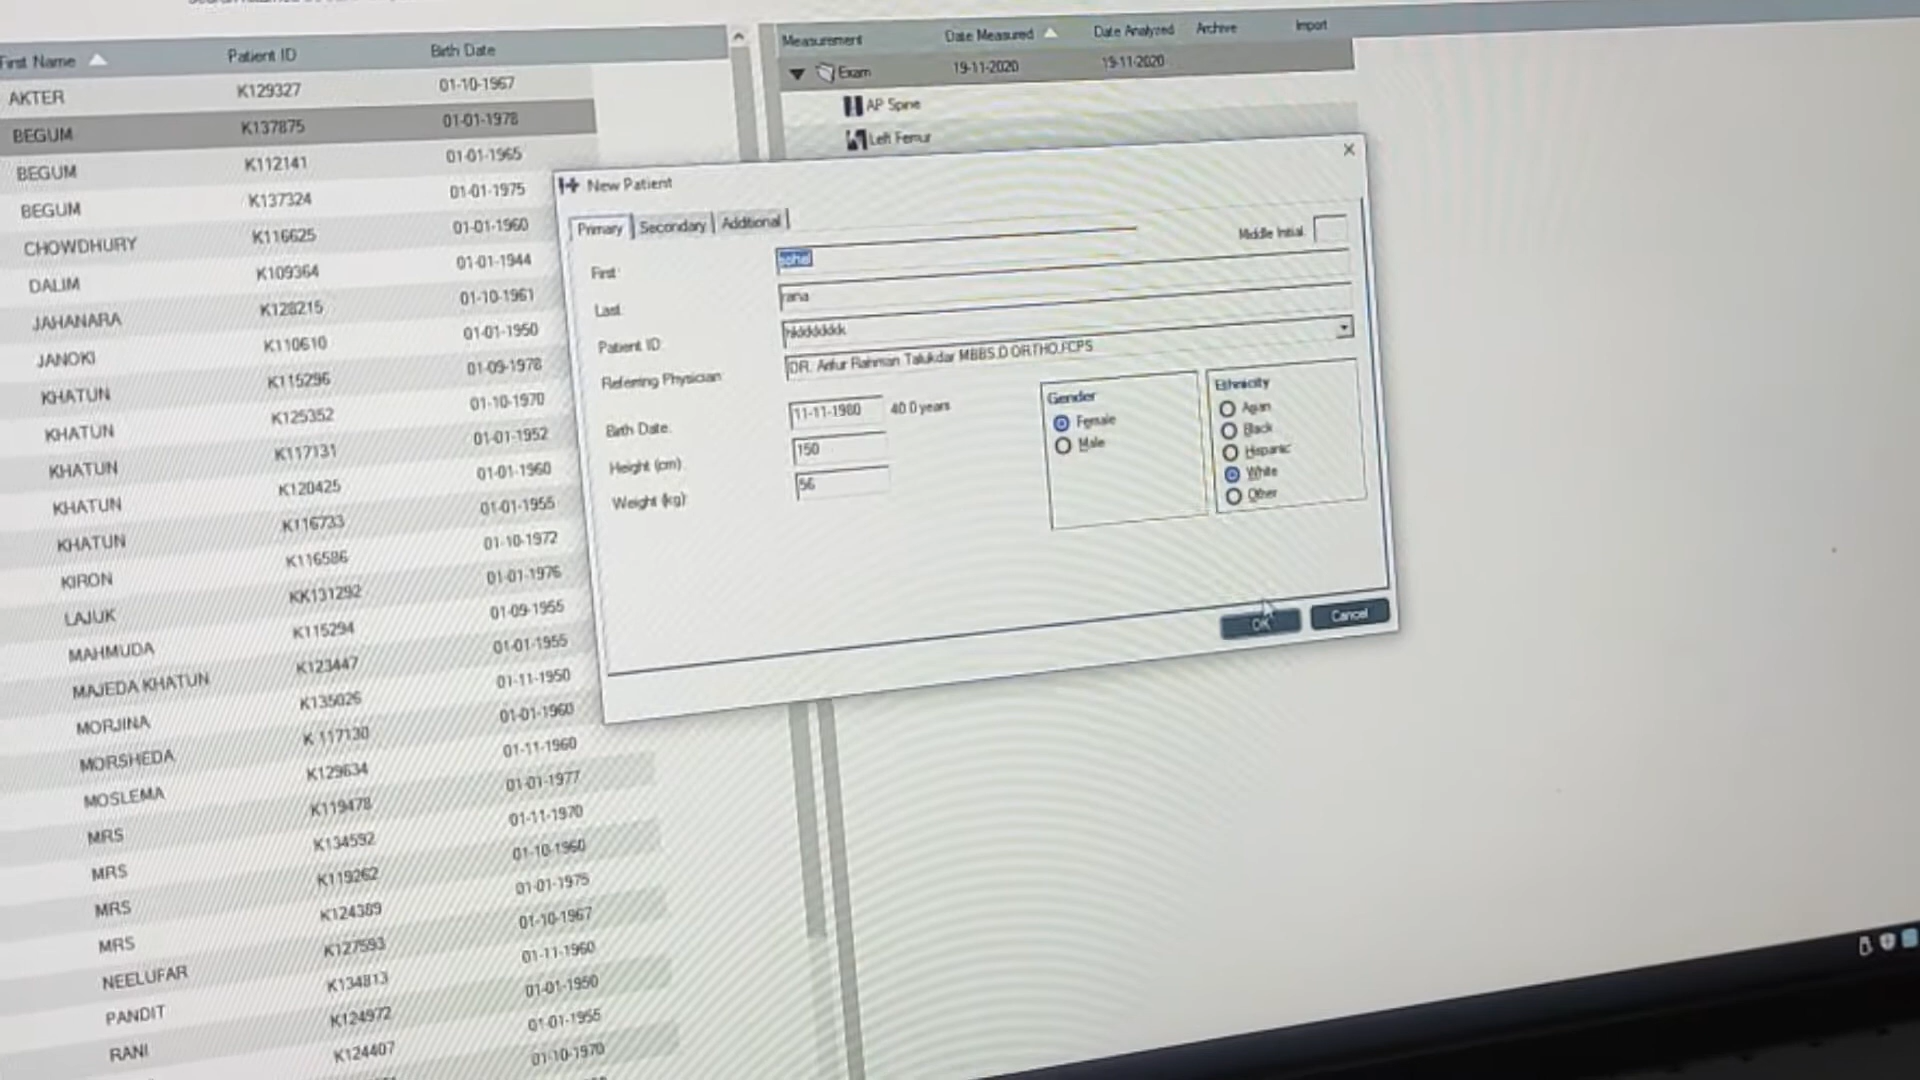 First Name Patient ID Birth Date
AKTER K129327 01-10-1967
BEGUM K137875 01-01-1978
BEGUM K112141 01-01-1965
BEGUM K137324 01-01-1975
CHOWDHURY K116625 01-01-1960
DALIM K109364 01-01-1944
JAHANARA K128215 01-10-1961
JANOKI K110610 01-01-1950
KHATUN K115296 01-09-1978
KHATUN K125352 01-10-1970
KHATUN K117131 01-01-1952
KHATUN K120425 01-01-1960
KHATUN K116733 01-01-1955
KIRON K116586 01-10-1972
LAJUK KK131292 01-01-1976
MAHMUDA K115294 01-09-1955
MAJEDA KHATUN K123447 01-01-1955
MORJINA K135026 01-11-1950
MORSHEDA K 117130 01-01-1960
MOSLEMA K129634 01-11-1960
MRS K119478 01-01-1977
MRS K134592 01-11-1970
MRS K119262 01-10-1960
MRS K124389 01-01-1975
NEELUFAR K127593 01-10-1967
PANDIT K134813 01-11-1960
RANI K124972 01-01-1950
K124407 01-01-1955
01-10-1970
Measurement Date Measured Date Analyzed Archive Import
Exam 19-11-2020 19-11-2020
AP Spine
Left Femur
New Patient
Primary Secondary Additional
First: sohel Middle Initial
Last: rana
Patient ID:
Referring Physician DR. Arifur Rahman Talukdar MBBS.D ORTHO.FCPS
Birth Date: 11-11-1980 40.0 years
Height (cm): 150
Weight (kg): 56
Gender
Female
Male
Ethnicity
Asian
Black
Hispanic
White
Other
OK Cancel